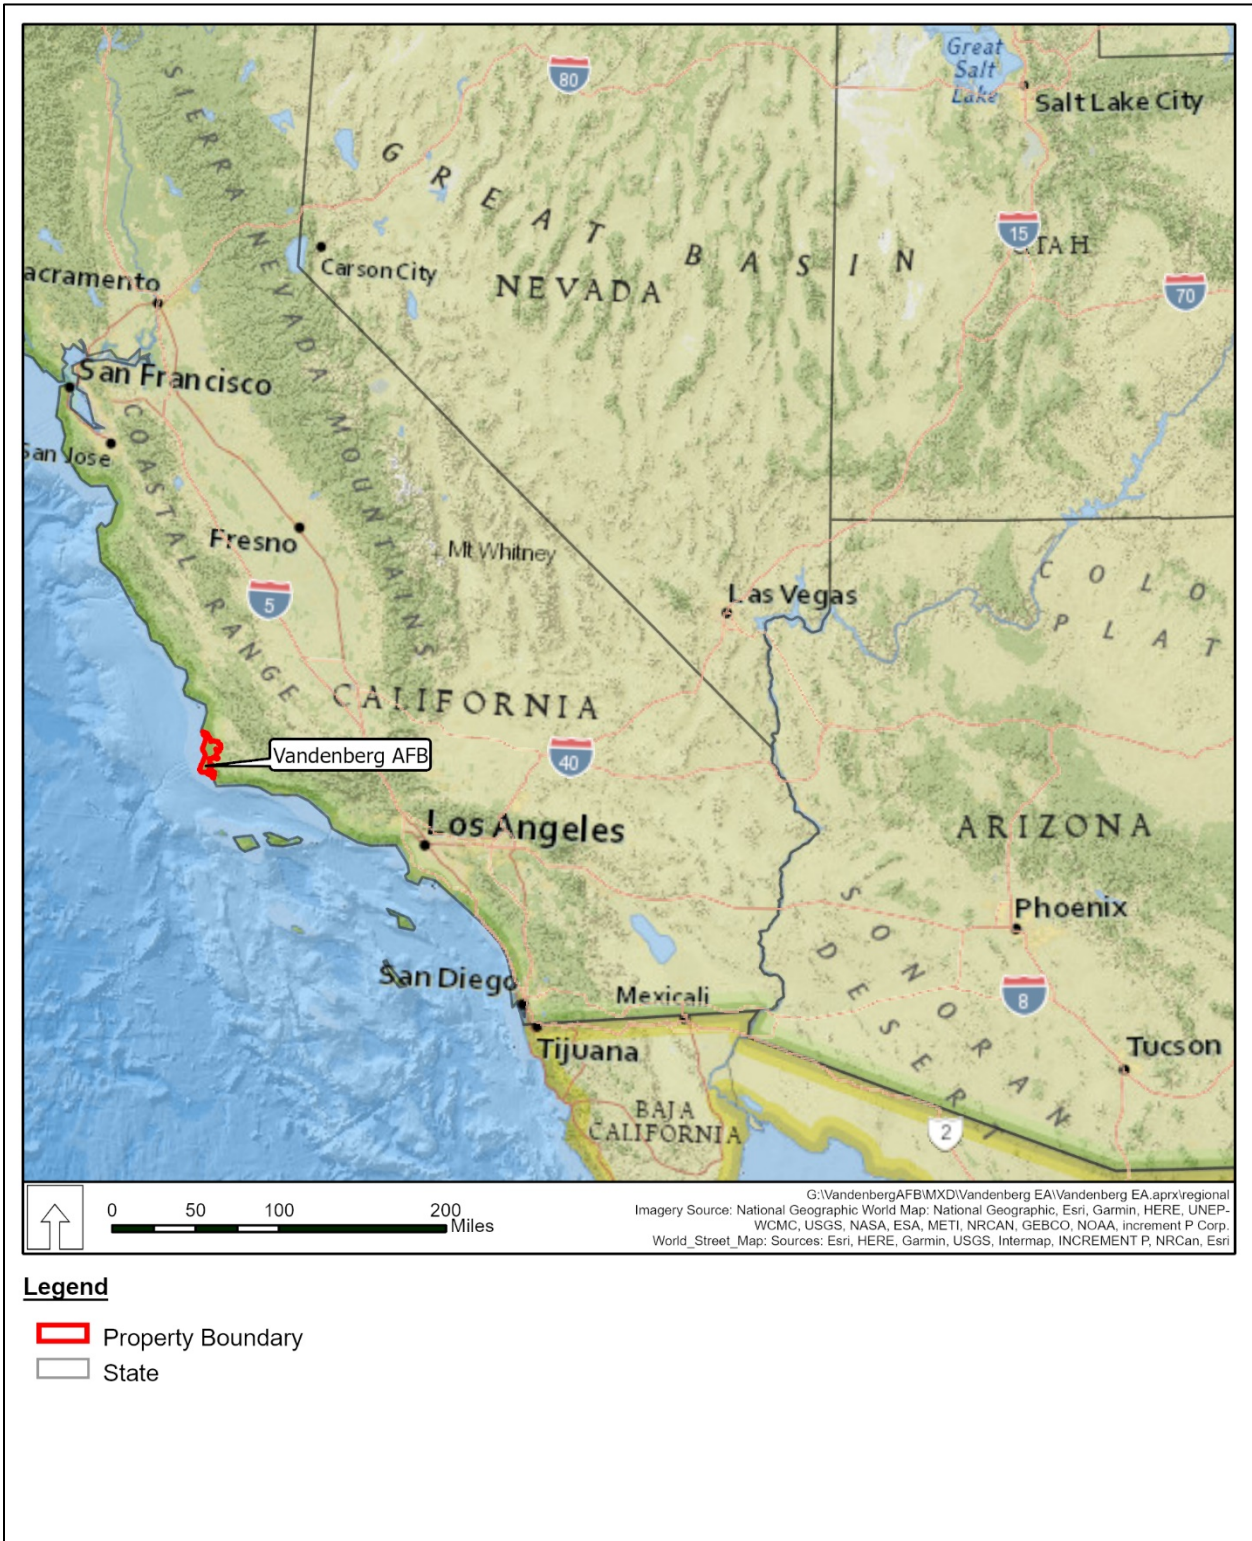 Great
Salt
Lake
80
Salt Lake City
SIERRA NEVADA MOUNTAINS
GREAT BASIN
15
UTAH
Carson City
NEVADA
70
acramento
San Francisco
COASTAL RANGE
San Jose
Fresno
Mt Whitney
5
Las Vegas
COLO
PLAT
CALIFORNIA
Vandenberg AFB
40
Los Angeles
ARIZONA
SONORAN
DESERT
Phoenix
San Diego
Mexicali
8
Tijuana
Tucson
BAJA
CALIFORNIA
2
0 50 100 200
Miles
G:\VandenbergAFB\MXD\Vandenberg EA\Vandenberg EA.aprx\regional
Imagery Source: National Geographic World Map: National Geographic, Esri, Garmin, HERE, UNEP-
WCMC, USGS, NASA, ESA, METI, NRCAN, GEBCO, NOAA, increment P Corp.
World_Street_Map: Sources: Esri, HERE, Garmin, USGS, Intermap, INCREMENT P, NRCan, Esri
Legend
Property Boundary
State